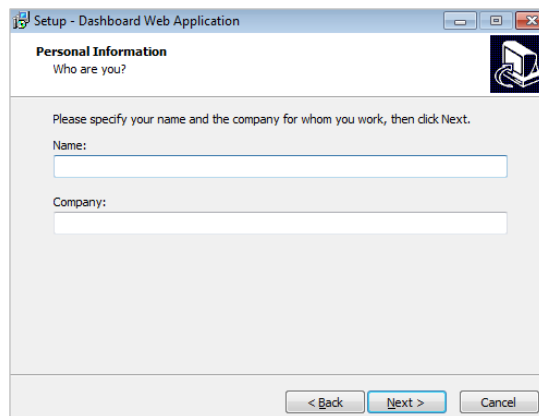 Setup - Dashboard Web Application
Personal Information
Who are you?
Please specify your name and the company for whom you work, then click Next.
Name:
Company:
< Back
Next >
Cancel